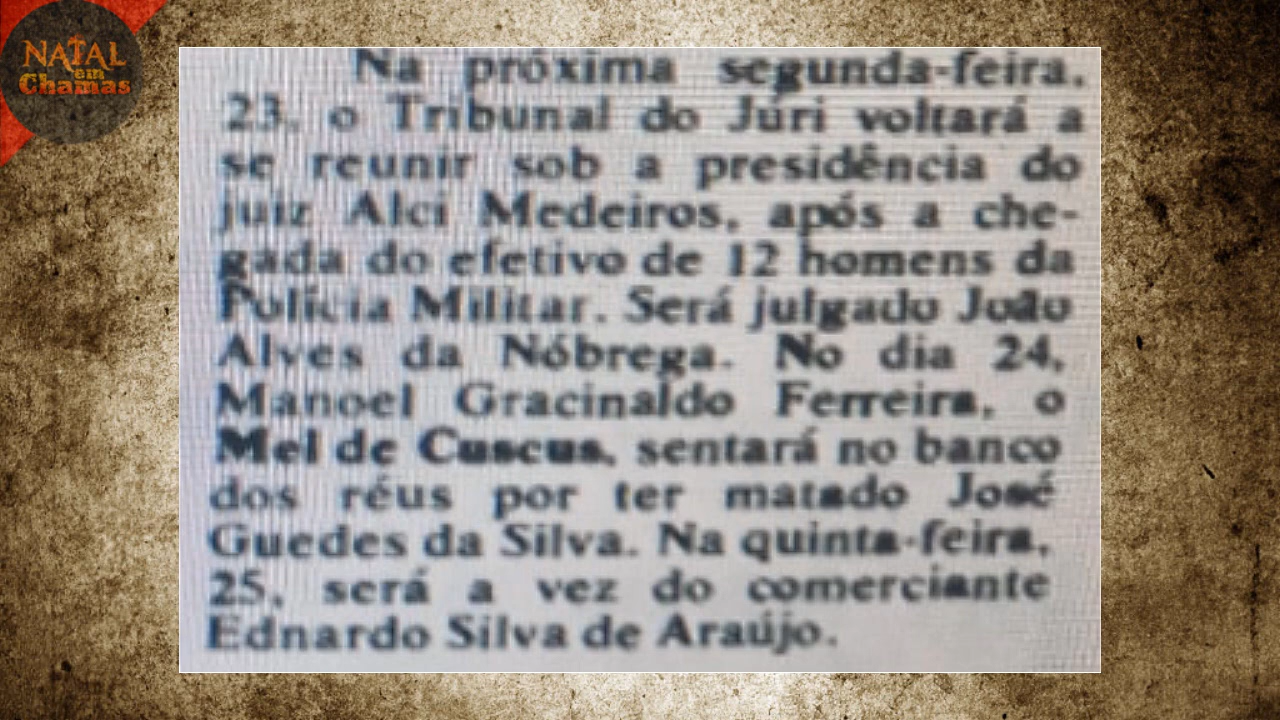 NATAL
em
Chamas
Na próxima segunda-feira,
23, o Tribunal do Júri voltará a
se reunir sob a presidência do
juiz Alci Medeiros, após a che-
gada do efetivo de 12 homens da
Polícia Militar. Será julgado João
Alves da Nóbrega. No dia 24,
Manoel Gracinaldo Ferreira, o
Mel de Cuscus, sentará no banco
dos réus por ter matado José
Guedes da Silva. Na quinta-feira,
25, será a vez do comerciante
Ednardo Silva de Araújo.